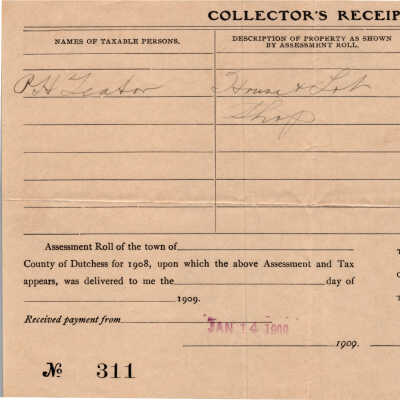 COLLECTOR'S RECEIP
NAMES OF TAXABLE PERSONS.
DESCRIPTION OF PROPERTY AS SHOWN
BY ASSESSMENT ROLL.
P H Teator House & Lot
Shop
Assessment Roll of the town of
County of Dutchess for 1908, upon which the above Assessment and Tax
appears, was delivered to me the day of
1909.
Received payment from
JAN 14 1909
1909.
No 311